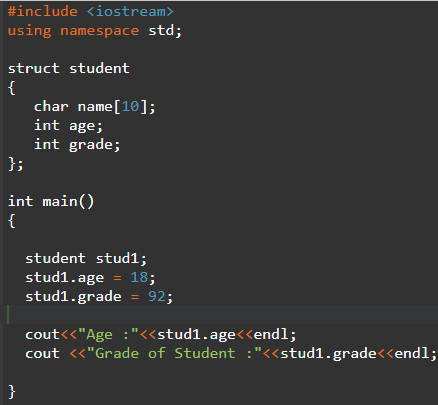 #include <iostream>
using namespace std;
struct student
{
char name[10];
int age;
int grade;
};
int main()
{
student stud1;
stud1.age = 18;
stud1.grade = 92;
cout<<"Age :"<<stud1.age<<endl;
cout <<"Grade of Student :"<<stud1.grade<<endl;
}